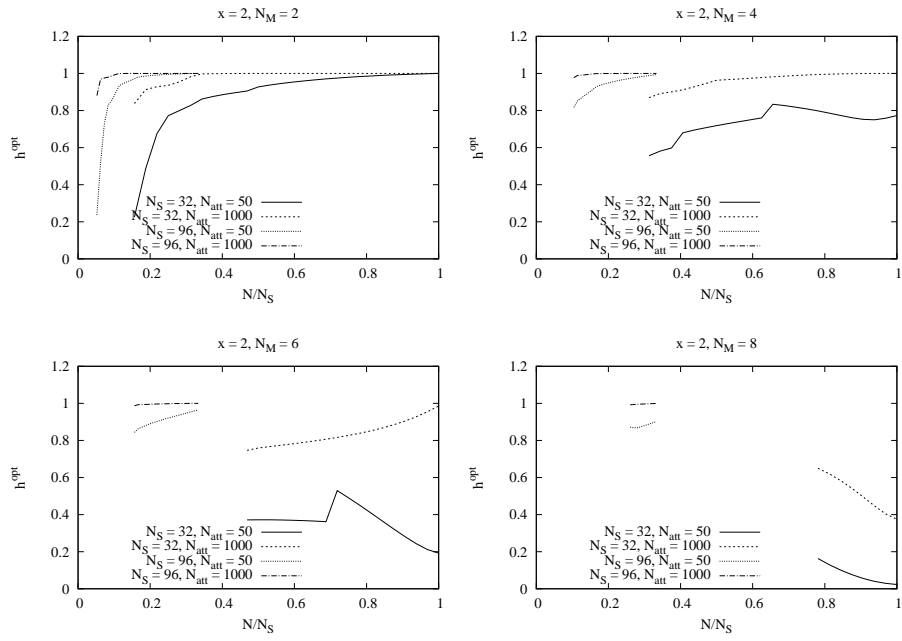 x = 2, N_M = 2
1.2
1
0.8
0.6
0.4
0.2
0
h^opt
N_S = 32, N_att = 50
N_S = 32, N_att = 1000
N_S = 96, N_att = 50
N_S = 96, N_att = 1000
0 0.2 0.4 0.6 0.8 1
N/N_S
x = 2, N_M = 4
1.2
1
0.8
0.6
0.4
0.2
0
h^opt
N_S = 32, N_att = 50
N_S = 32, N_att = 1000
N_S = 96, N_att = 50
N_S = 96, N_att = 1000
0 0.2 0.4 0.6 0.8 1
N/N_S
x = 2, N_M = 6
1.2
1
0.8
0.6
0.4
0.2
0
h^opt
N_S = 32, N_att = 50
N_S = 32, N_att = 1000
N_S = 96, N_att = 50
N_S = 96, N_att = 1000
0 0.2 0.4 0.6 0.8 1
N/N_S
x = 2, N_M = 8
1.2
1
0.8
0.6
0.4
0.2
0
h^opt
N_S = 32, N_att = 50
N_S = 32, N_att = 1000
N_S = 96, N_att = 50
N_S = 96, N_att = 1000
0 0.2 0.4 0.6 0.8 1
N/N_S